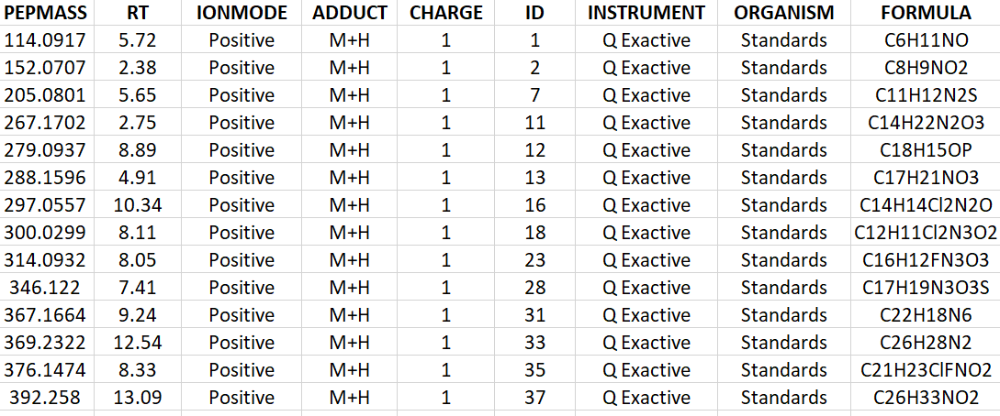 PEPMASS RT IONMODE ADDUCT CHARGE ID INSTRUMENT ORGANISM FORMULA
114.0917 5.72 Positive M+H 1 1 Q Exactive Standards C6H11NO
152.0707 2.38 Positive M+H 1 2 Q Exactive Standards C8H9NO2
205.0801 5.65 Positive M+H 1 7 Q Exactive Standards C11H12N2S
267.1702 2.75 Positive M+H 1 11 Q Exactive Standards C14H22N2O3
279.0937 8.89 Positive M+H 1 12 Q Exactive Standards C18H15OP
288.1596 4.91 Positive M+H 1 13 Q Exactive Standards C17H21NO3
297.0557 10.34 Positive M+H 1 16 Q Exactive Standards C14H14Cl2N2O
300.0299 8.11 Positive M+H 1 18 Q Exactive Standards C12H11Cl2N3O2
314.0932 8.05 Positive M+H 1 23 Q Exactive Standards C16H12FN3O3
346.122 7.41 Positive M+H 1 28 Q Exactive Standards C17H19N3O3S
367.1664 9.24 Positive M+H 1 31 Q Exactive Standards C22H18N6
369.2322 12.54 Positive M+H 1 33 Q Exactive Standards C26H28N2
376.1474 8.33 Positive M+H 1 35 Q Exactive Standards C21H23ClFNO2
392.258 13.09 Positive M+H 1 37 Q Exactive Standards C26H33NO2